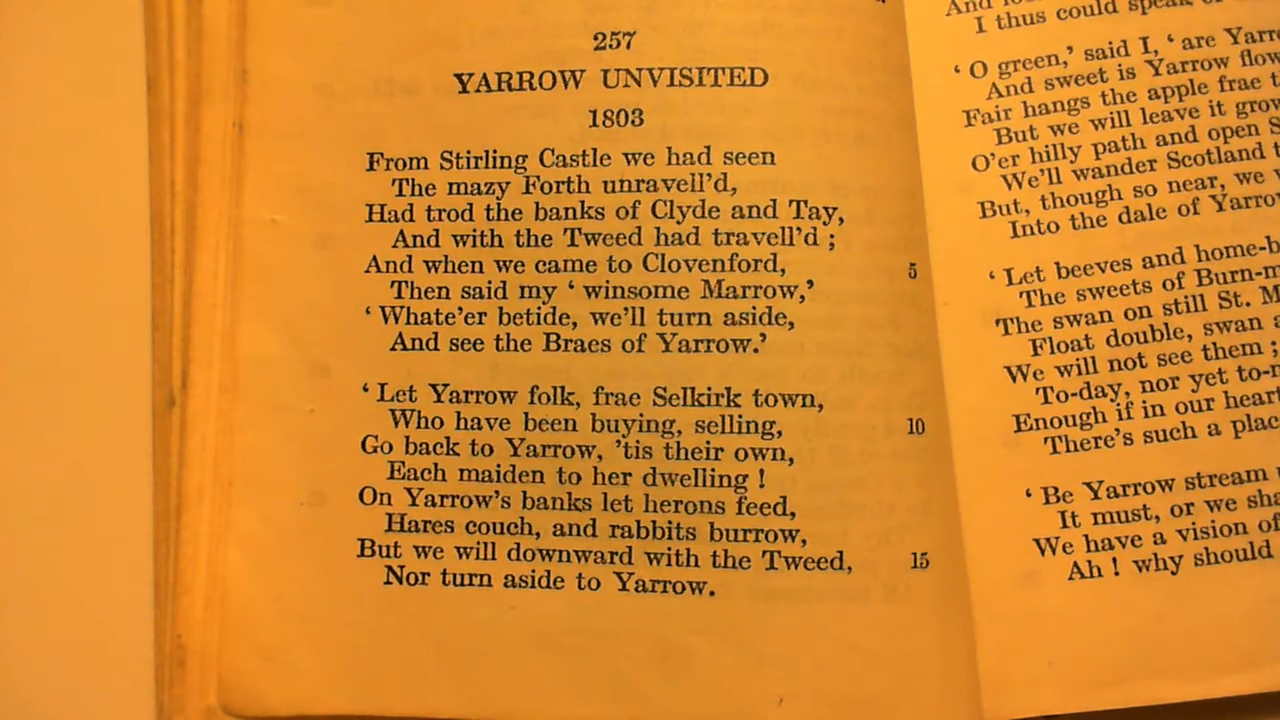 257
YARROW UNVISITED
1803
From Stirling Castle we had seen
The mazy Forth unravell'd,
Had trod the banks of Clyde and Tay,
And with the Tweed had travell'd ;
And when we came to Clovenford, 5
Then said my ‘ winsome Marrow,’
‘ Whate'er betide, we'll turn aside,
And see the Braes of Yarrow.’
‘ Let Yarrow folk, frae Selkirk town,
Who have been buying, selling, 10
Go back to Yarrow, 'tis their own,
Each maiden to her dwelling !
On Yarrow's banks let herons feed,
Hares couch, and rabbits burrow,
But we will downward with the Tweed, 15
Nor turn aside to Yarrow.
And
I thus could speak
‘ O green,’ said I, ‘ are
And sweet is Yarrow
Fair hangs the apple frae
But we will leave it
O'er hilly path and open
We'll wander Scotland
But, though so near, we
Into the dale of
‘ Let beeves and
The sweets of
The swan on still St.
Float double, swan
We will not see them ;
To-day, nor yet
Enough if in our
There's such a
‘ Be Yarrow stream
It must, or we
We have a vision of
Ah ! why should